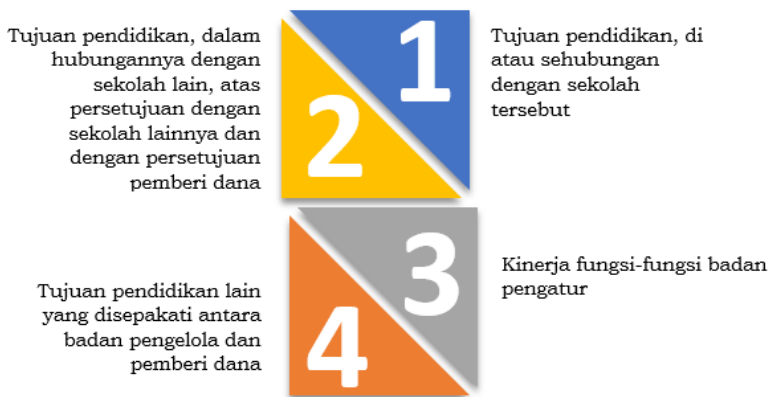 1
Tujuan pendidikan, di
atau sehubungan
dengan sekolah
tersebut
2
Tujuan pendidikan, dalam
hubungannya dengan
sekolah lain, atas
persetujuan dengan
sekolah lainnya dan
dengan persetujuan
pemberi dana
3
Kinerja fungsi-fungsi badan
pengatur
4
Tujuan pendidikan lain
yang disepakati antara
badan pengelola dan
pemberi dana